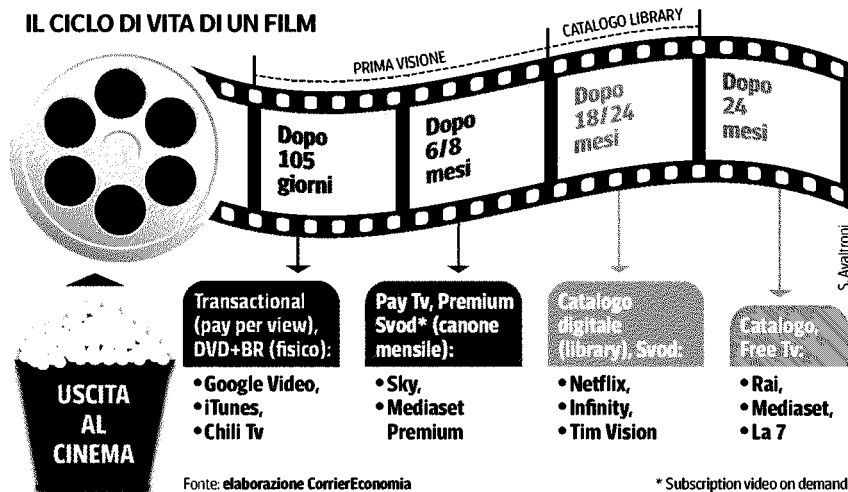 IL CICLO DI VITA DI UN FILM
PRIMA VISIONE
CATALOGO LIBRARY
Dopo
105
giorni
Dopo
6/8
mesi
Dopo
18/24
mesi
Dopo
24
mesi
S. Avaltroni
USCITA
AL
CINEMA
Transactional
(pay per view),
DVD+BR (fisico):
• Google Video,
• iTunes,
• Chili Tv
Pay Tv, Premium
Svod* (canone
mensile):
• Sky,
• Mediaset
Premium
Catalogo
digitale
(library), Svod:
• Netflix,
• Infinity,
• Tim Vision
Catalogo,
Free Tv:
• Rai,
• Mediaset,
• La 7
Fonte: elaborazione CorrierEconomia
* Subscription video on demand